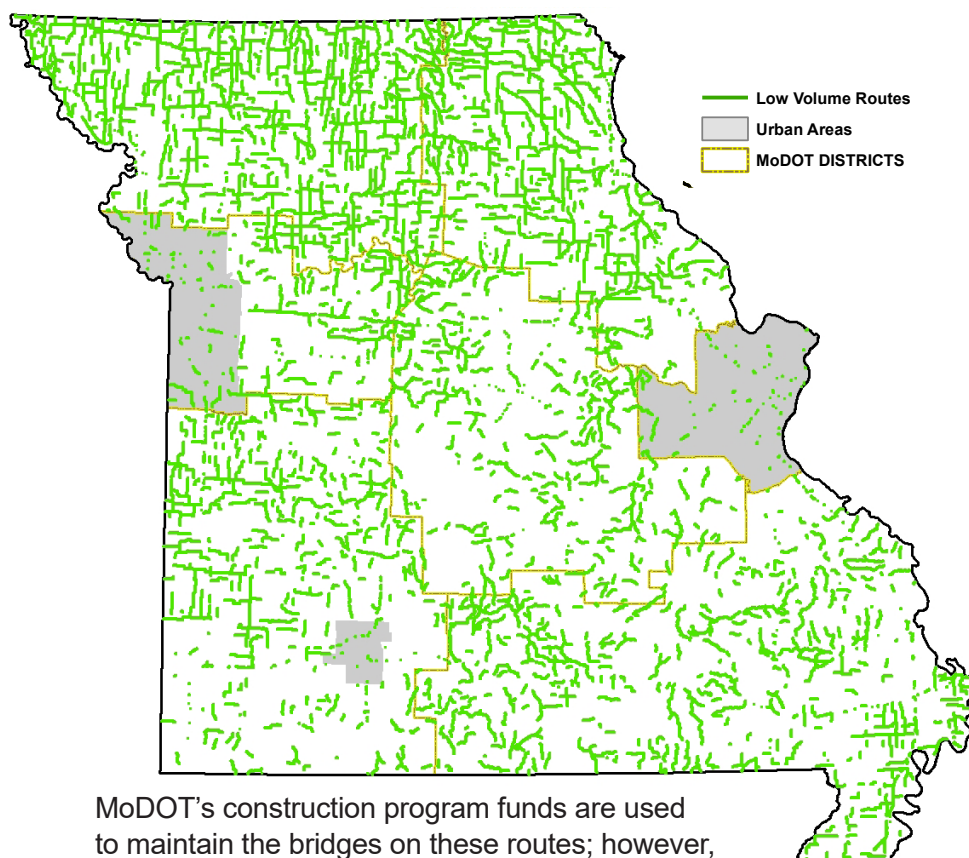 Low Volume Routes
Urban Areas
MoDOT DISTRICTS
MoDOT's construction program funds are used
to maintain the bridges on these routes; however,